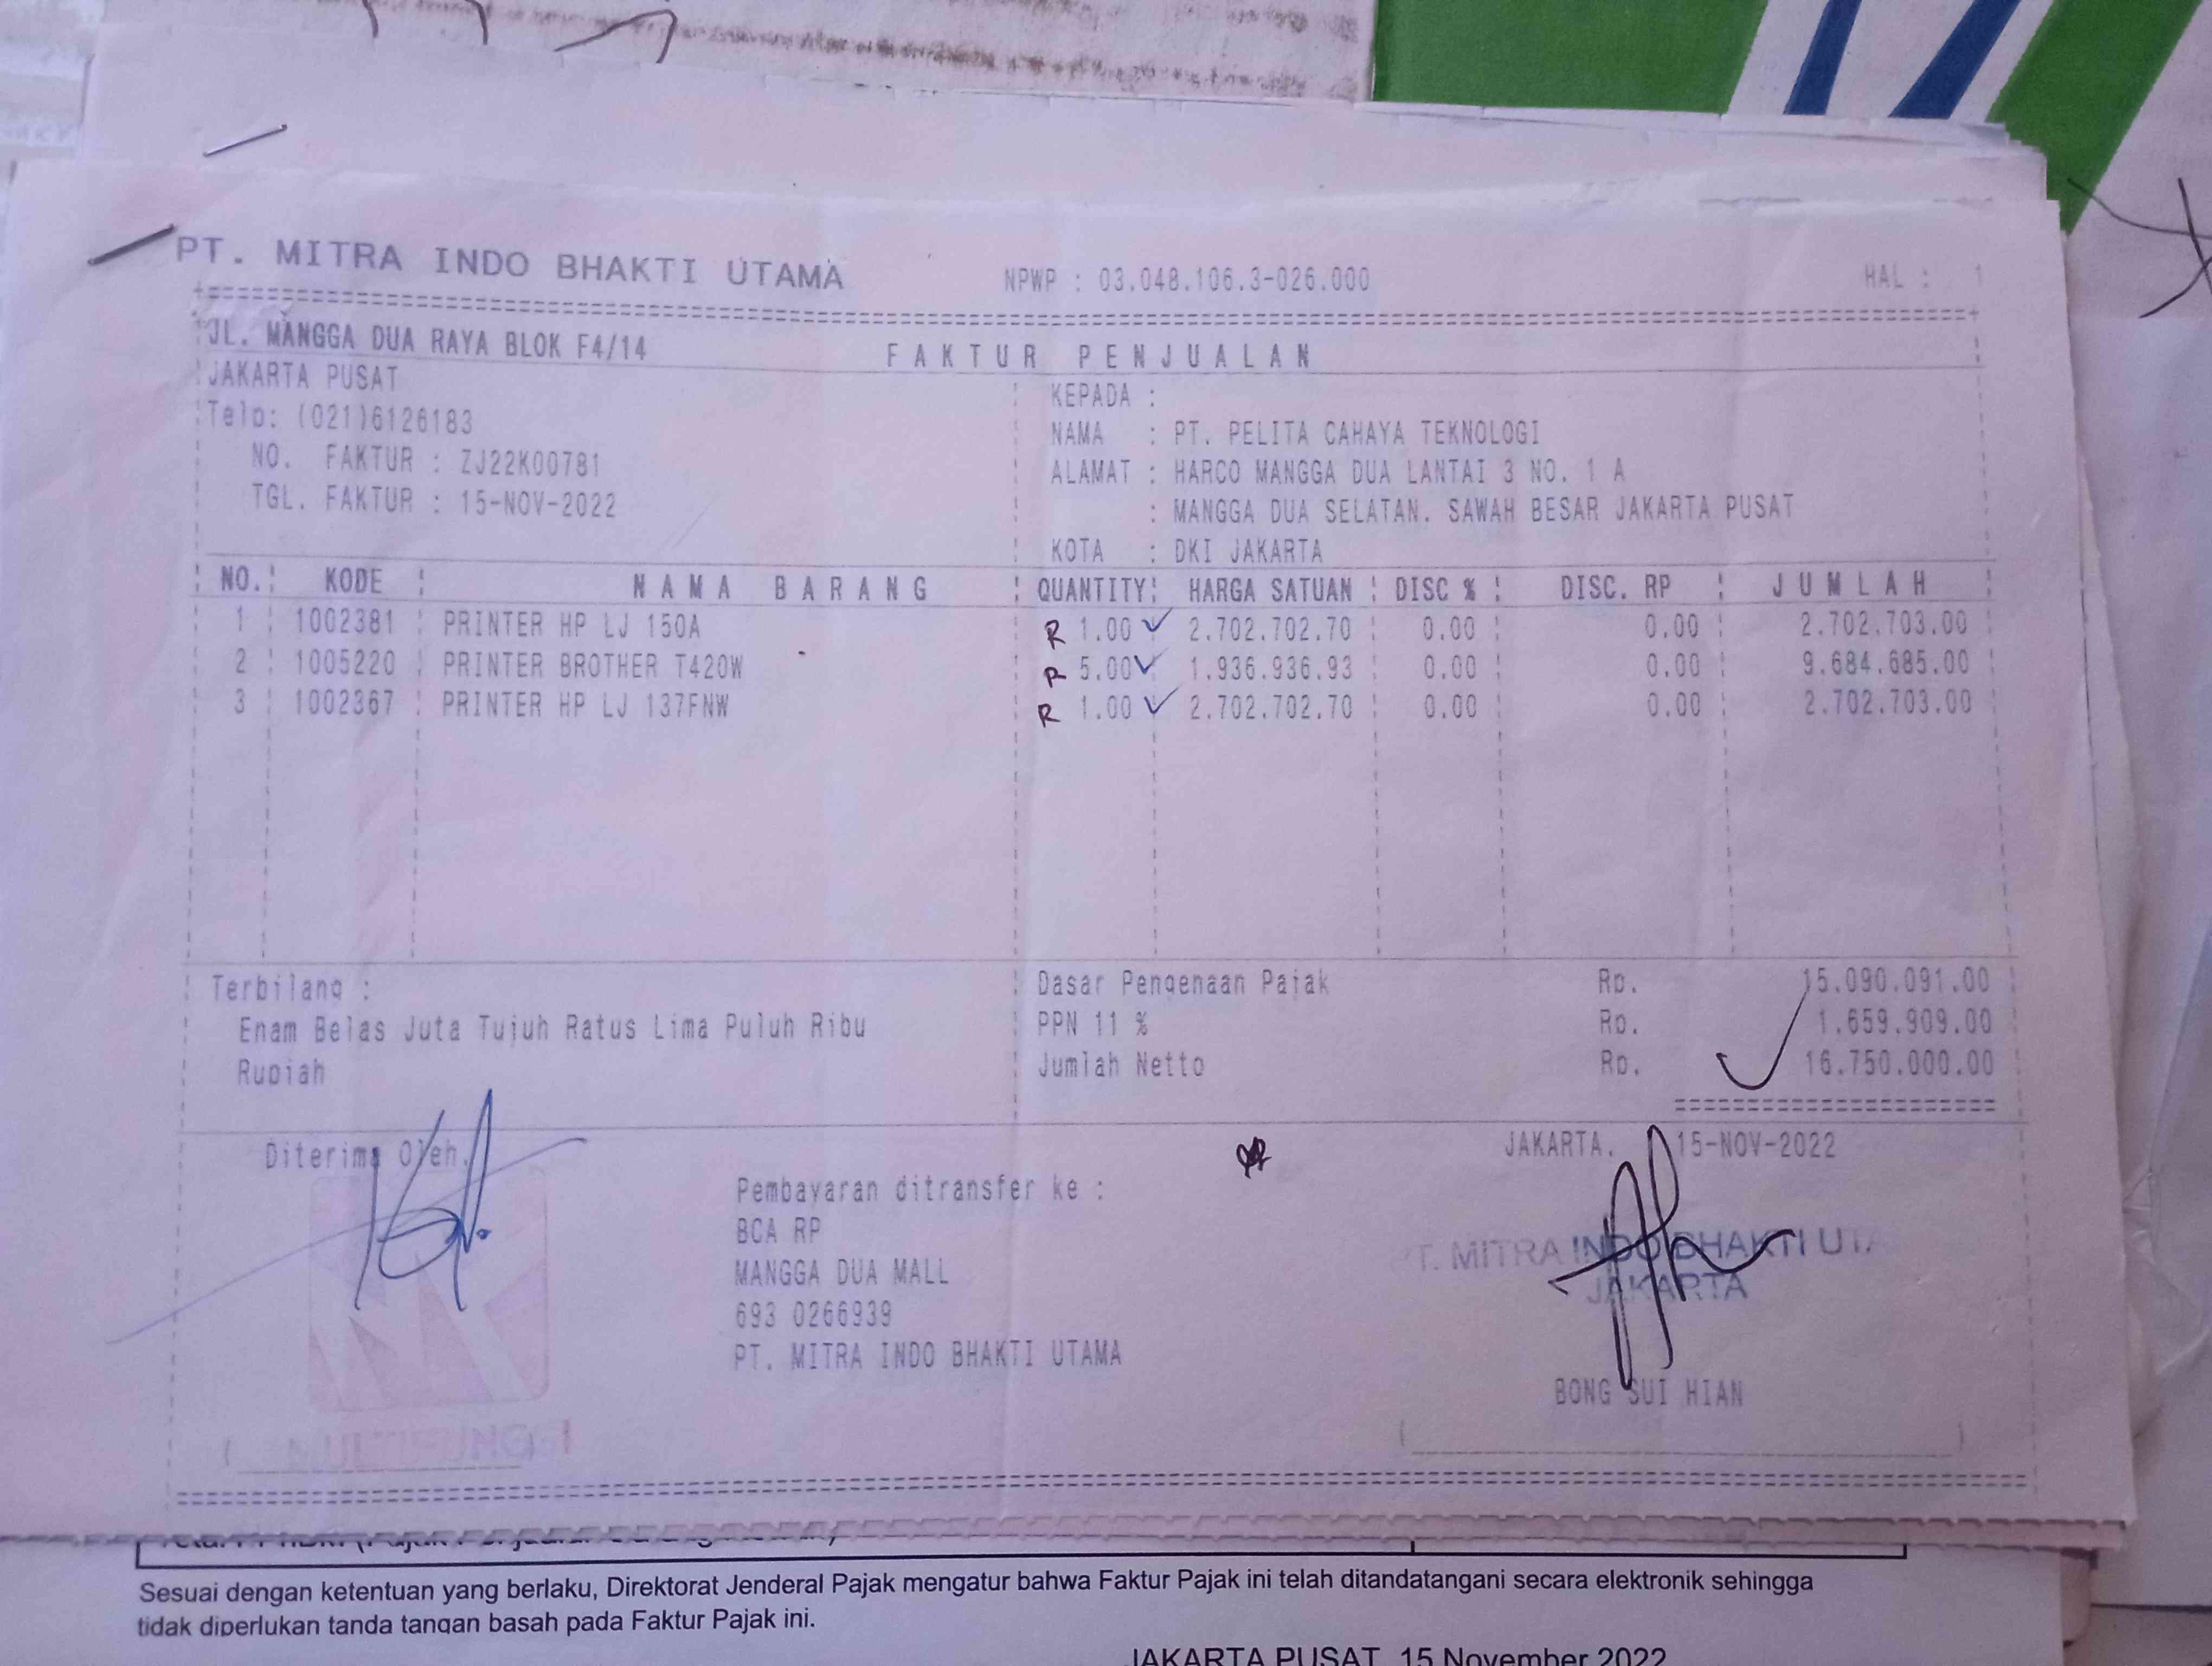 PT. MITRA INDO BHAKTI UTAMA NPWP : 03.048.106.3-026.000 HAL : 1
JL. MANGGA DUA RAYA BLOK F4/14
FAKTUR PENJUALAN
JAKARTA PUSAT
Telp: (021)6126183
NO. FAKTUR : ZJ22K00781
TGL. FAKTUR : 15-NOV-2022
KEPADA :
NAMA : PT. PELITA CAHAYA TEKNOLOGI
ALAMAT : HARCO MANGGA DUA LANTAI 3 NO. 1 A
: MANGGA DUA SELATAN. SAWAH BESAR JAKARTA PUSAT
KOTA : DKI JAKARTA
NO. KODE NAMA BARANG QUANTITY HARGA SATUAN DISC % DISC. RP JUMLAH
1 1002381 PRINTER HP LJ 150A R 1.00 2.702.702.70 0.00 0.00 2.702.703.00
2 1005220 PRINTER BROTHER T420W R 5.00 1.936.936.93 0.00 0.00 9.684.685.00
3 1002367 PRINTER HP LJ 137FNW R 1.00 2.702.702.70 0.00 0.00 2.702.703.00
Terbilang :
Enam Belas Juta Tujuh Ratus Lima Puluh Ribu
Rupiah
Dasar Pengenaan Pajak Rp. 15.090.091.00
PPN 11 % Rp. 1.659.909.00
Jumlah Netto Rp. 16.750.000.00
Diterima Oleh,
Pembayaran ditransfer ke :
BCA RP
MANGGA DUA MALL
693 0266939
PT. MITRA INDO BHAKTI UTAMA
JAKARTA. 15-NOV-2022
PT. MITRA INDO BHAKTI UTA
JAKARTA
BONG SUI HIAN
Sesuai dengan ketentuan yang berlaku, Direktorat Jenderal Pajak mengatur bahwa Faktur Pajak ini telah ditandatangani secara elektronik sehingga
tidak diperlukan tanda tangan basah pada Faktur Pajak ini.
JAKARTA PUSAT, 15 November 2022